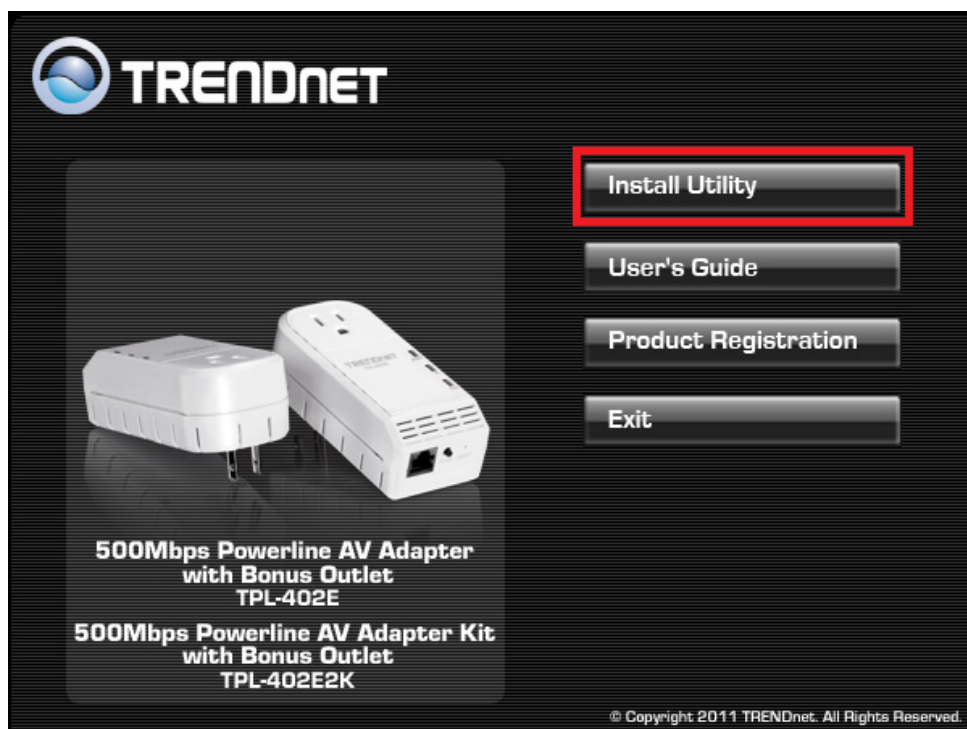 TRENDnet
Install Utility
User's Guide
Product Registration
Exit
500Mbps Powerline AV Adapter
with Bonus Outlet
TPL-402E
500Mbps Powerline AV Adapter Kit
with Bonus Outlet
TPL-402E2K
© Copyright 2011 TRENDnet. All Rights Reserved.